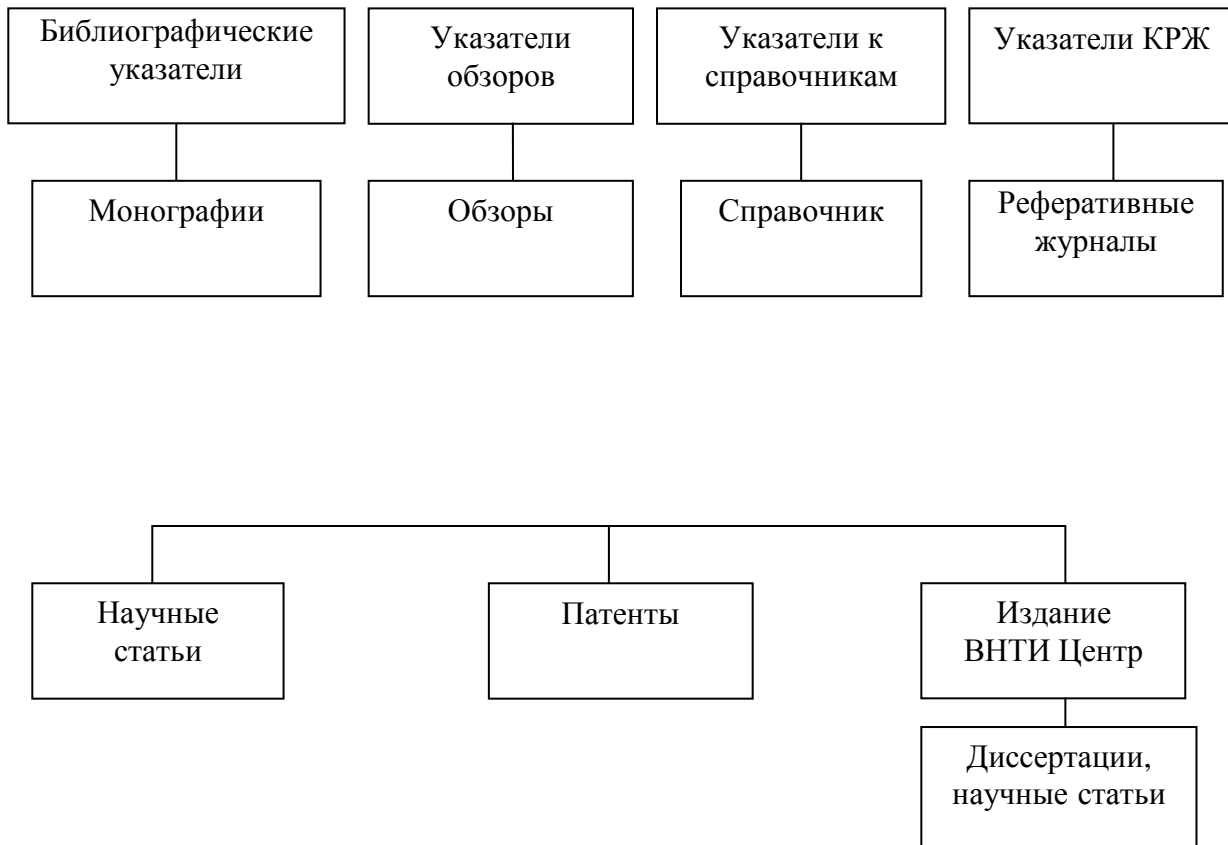 Библиографические
указатели
Указатели
обзоров
Указатели к
справочникам
Указатели КРЖ
Монографии
Обзоры
Справочник
Реферативные
журналы
Научные
статьи
Патенты
Издание
ВНТИ Центр
Диссертации,
научные статьи